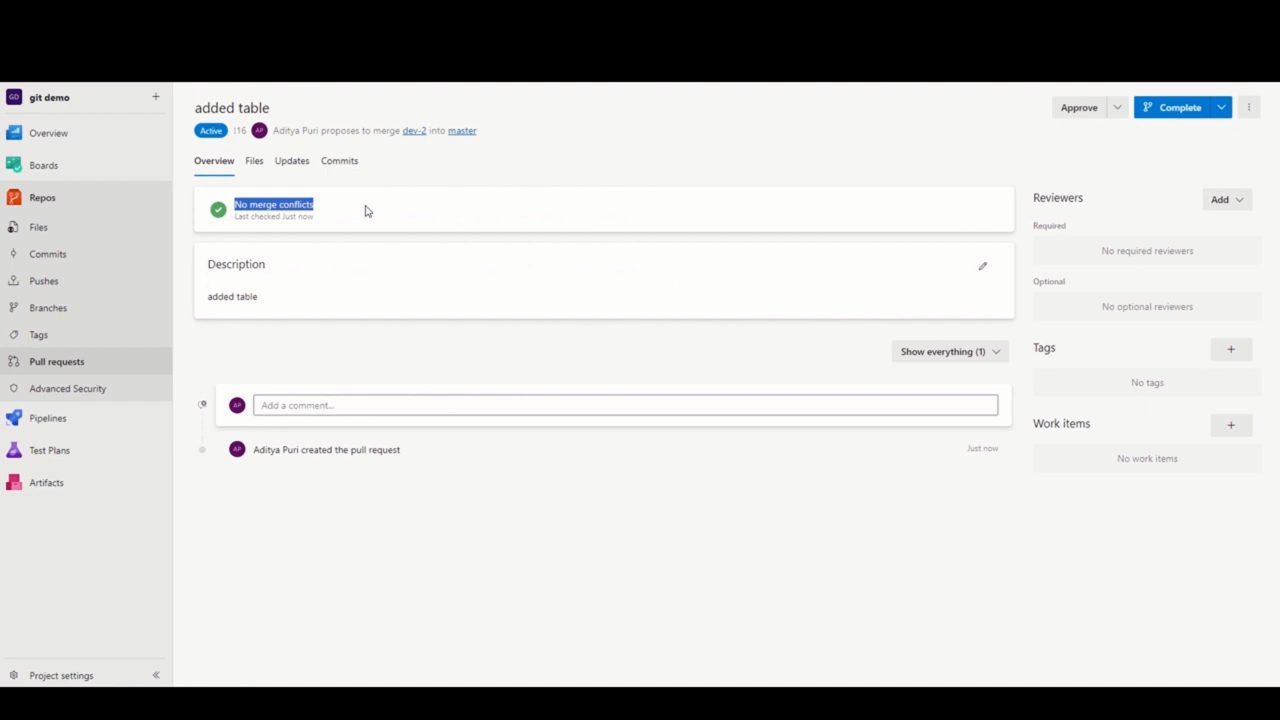 GD git demo +
Overview
Boards
Repos
Files
Commits
Pushes
Branches
Tags
Pull requests
Advanced Security
Pipelines
Test Plans
Artifacts
Project settings
added table
Approve
Complete
Active !16 AP Aditya Puri proposes to merge dev-2 into master
Overview Files Updates Commits
No merge conflicts
Last checked Just now
Description
added table
Show everything (1)
AP Add a comment...
AP Aditya Puri created the pull request Just now
Reviewers Add
Required
No required reviewers
Optional
No optional reviewers
Tags +
No tags
Work items +
No work items